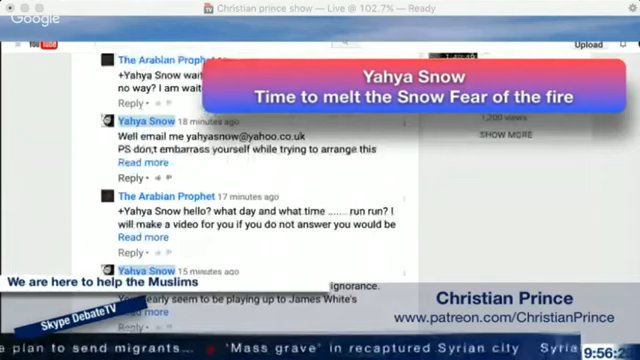 Christian prince show — Live @ 102.7% — Ready
Google
YouTube
Upload
Yahya Snow
Time to melt the Snow Fear of the fire
The Arabian Prophet
+Yahya Snow wait
no way? I am wait
Reply
Yahya Snow 18 minutes ago
Well email me yahyasnow@yahoo.co.uk
PS don,t embarrass yourself while trying to arrange this
Read more
Reply
1,200 views
SHOW MORE
The Arabian Prophet 17 minutes ago
+Yahya Snow hello? what day and what time ....... run run? I
will make a video for you if you do not answer you would be
Read more
Reply
Yahya Snow 15 minutes ago
ignorance.
early seem to be playing up to James White's
Read more
Reply
We are here to help the Muslims
Skype DebateTV
Christian Prince
www.patreon.com/ChristianPrince
a plan to send migrants... 'Mass grave' in recaptured Syrian city Syria
9:56:2